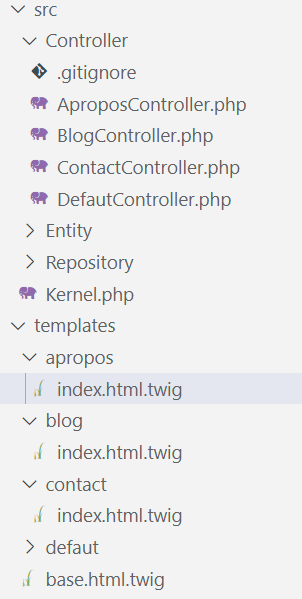 src
Controller
.gitignore
AproposController.php
BlogController.php
ContactController.php
DefautController.php
Entity
Repository
Kernel.php
templates
apropos
index.html.twig
blog
index.html.twig
contact
index.html.twig
defaut
base.html.twig